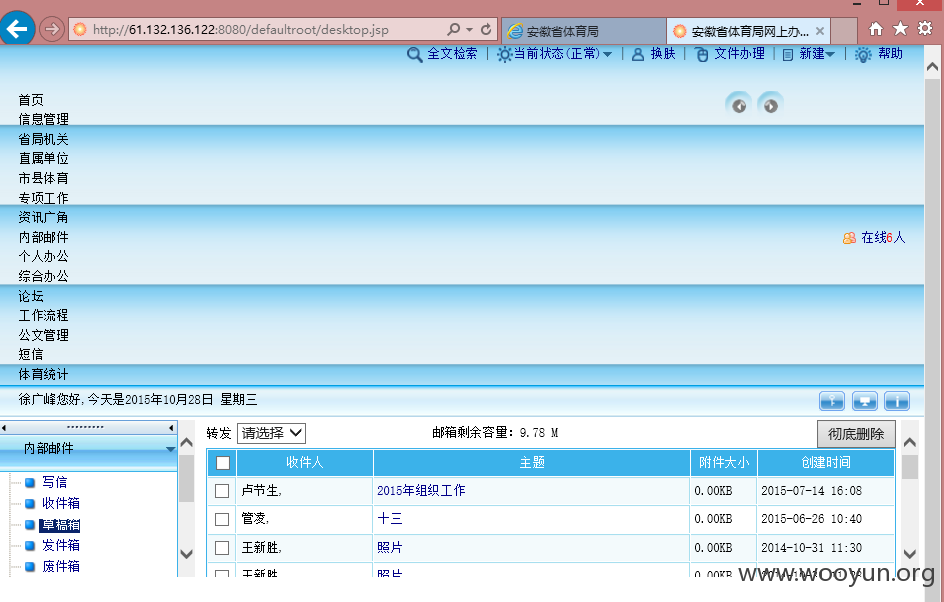 http://61.132.136.122:8080/defaultroot/desktop.jsp
安徽省体育局
安徽省体育局网上办...
全文检索
当前状态(正常)
换肤
文件办理
新建
帮助
首页
信息管理
省局机关
直属单位
市县体育
专项工作
资讯广角
内部邮件
在线6人
个人办公
综合办公
论坛
工作流程
公文管理
短信
体育统计
徐广峰您好,今天是2015年10月28日 星期三
内部邮件
写信
收件箱
草稿箱
发件箱
废件箱
转发 请选择 邮箱剩余容量: 9.78 M 彻底删除
收件人 主题 附件大小 创建时间
卢节生, 2015年组织工作 0.00KB 2015-07-14 16:08
管凌, 十三 0.00KB 2015-06-26 10:40
王新胜, 照片 0.00KB 2014-10-31 11:30
王新胜, 照片 0.00KB
www.wooyun.org